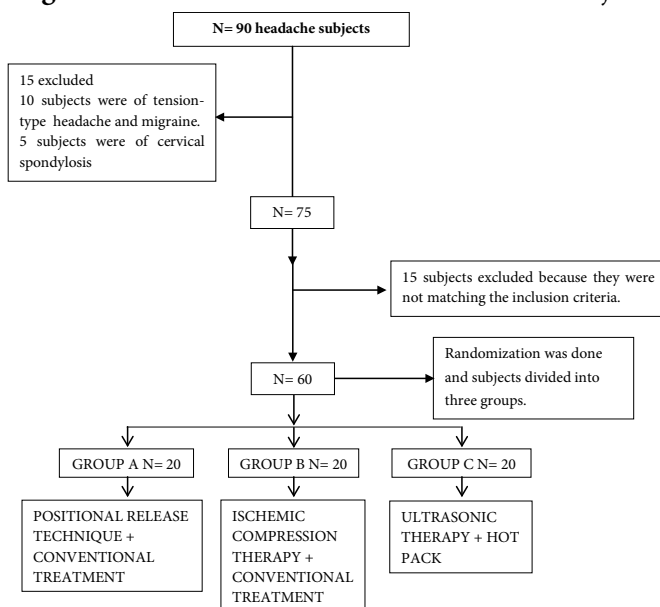 N= 90 headache subjects
15 excluded
10 subjects were of tension-
type headache and migraine.
5 subjects were of cervical
spondylosis
N= 75
15 subjects excluded because they were
not matching the inclusion criteria.
N= 60
Randomization was done
and subjects divided into
three groups.
GROUP A N= 20
GROUP B N= 20
GROUP C N= 20
POSITIONAL RELEASE
TECHNIQUE +
CONVENTIONAL
TREATMENT
ISCHEMIC
COMPRESSION
THERAPY +
CONVENTIONAL
TREATMENT
ULTRASONIC
THERAPY + HOT
PACK